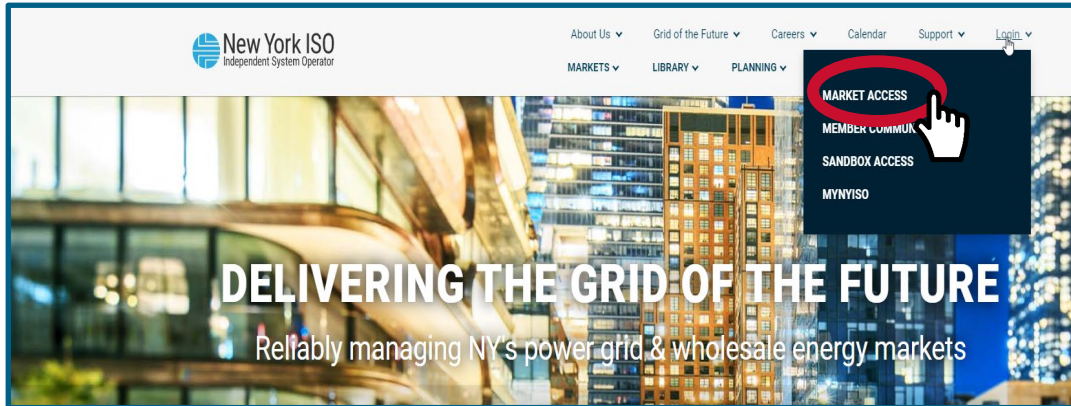 New York ISO
Independent System Operator
About Us Grid of the Future Careers Calendar Support Login
MARKETS LIBRARY PLANNING
MARKET ACCESS
MEMBER COMMUN
SANDBOX ACCESS
MYNYISO
DELIVERING THE GRID OF THE FUTURE
Reliably managing NY's power grid & wholesale energy markets